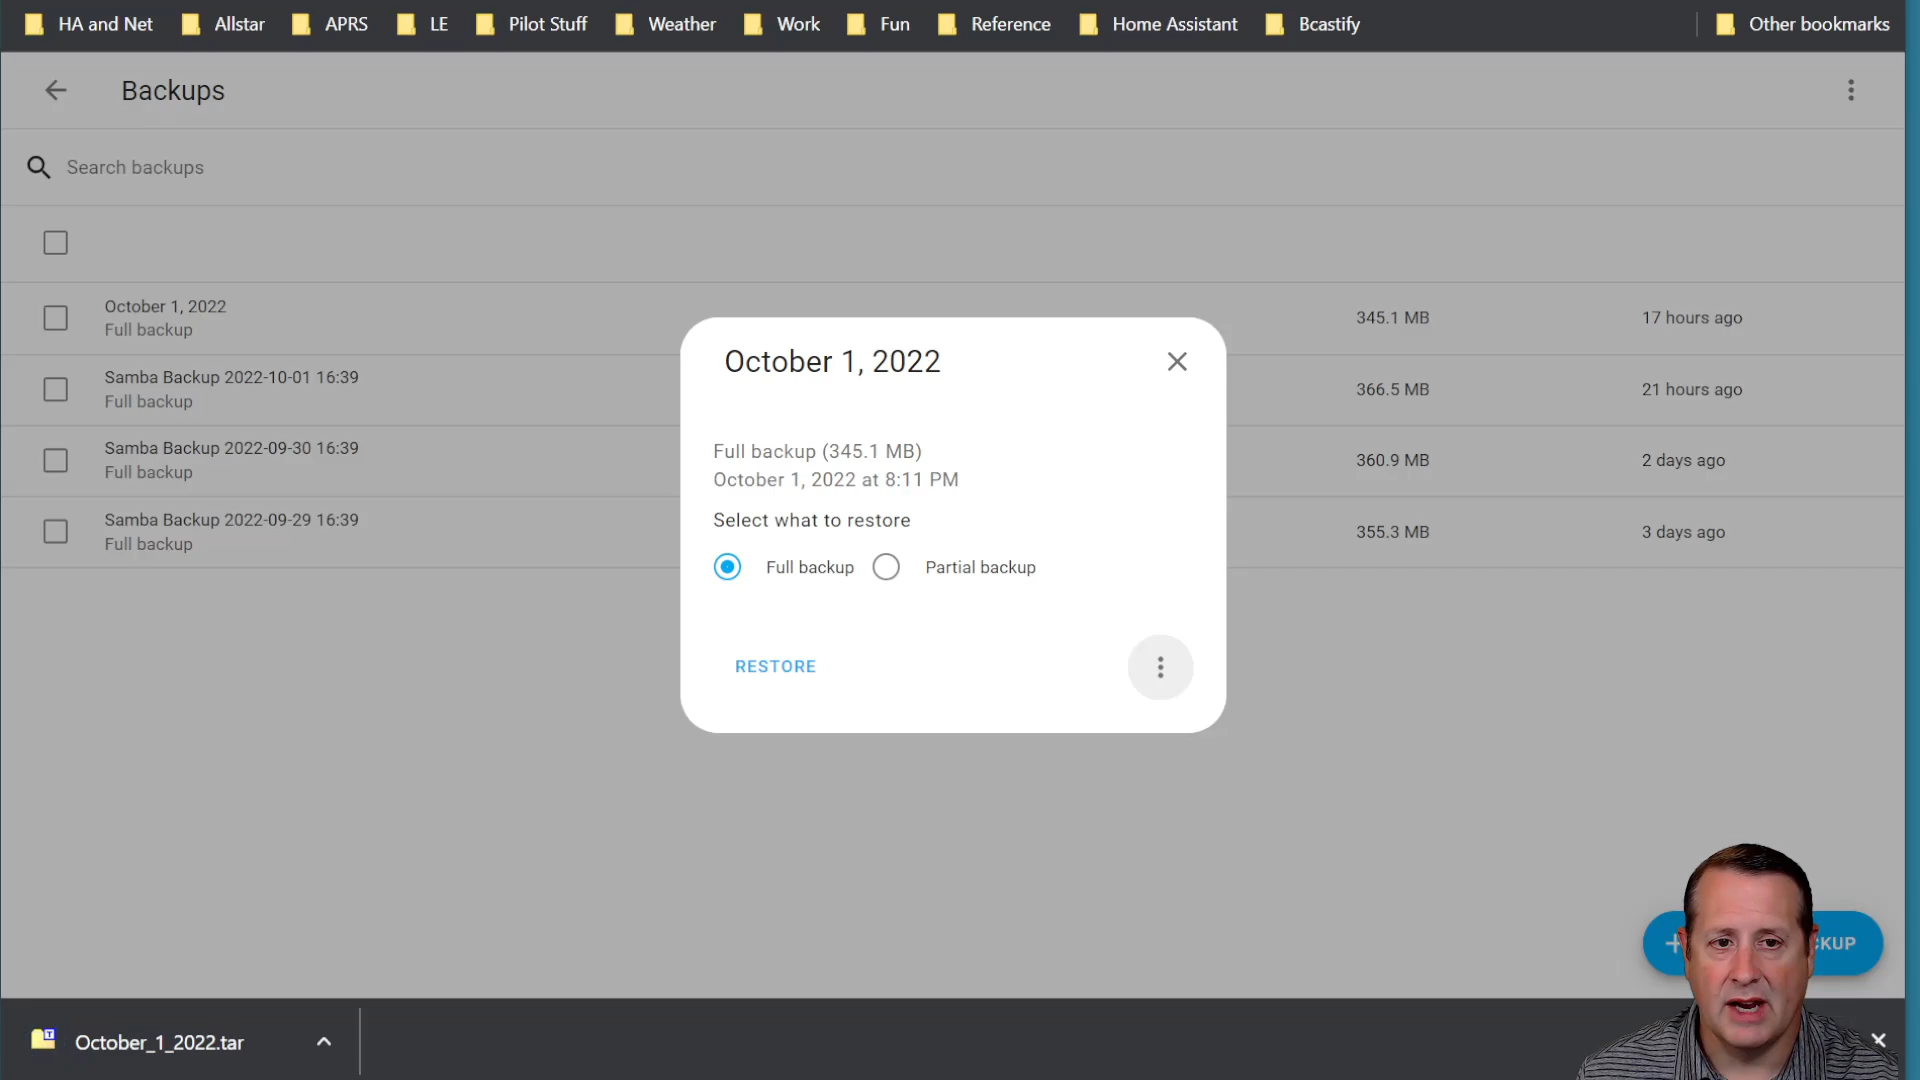 HA and Net
Allstar
APRS
LE
Pilot Stuff
Weather
Work
Fun
Reference
Home Assistant
Bcastify
Other bookmarks
Backups
Search backups
October 1, 2022
Full backup
345.1 MB
17 hours ago
Samba Backup 2022-10-01 16:39
Full backup
366.5 MB
21 hours ago
Samba Backup 2022-09-30 16:39
Full backup
360.9 MB
2 days ago
Samba Backup 2022-09-29 16:39
Full backup
355.3 MB
3 days ago
October 1, 2022
Full backup (345.1 MB)
October 1, 2022 at 8:11 PM
Select what to restore
Full backup
Partial backup
RESTORE
October_1_2022.tar